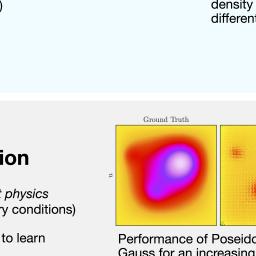 )
density
different
ion
t physics
ry conditions)
to learn
Ground Truth
u
Performance of Poseido
Gauss for an increasing